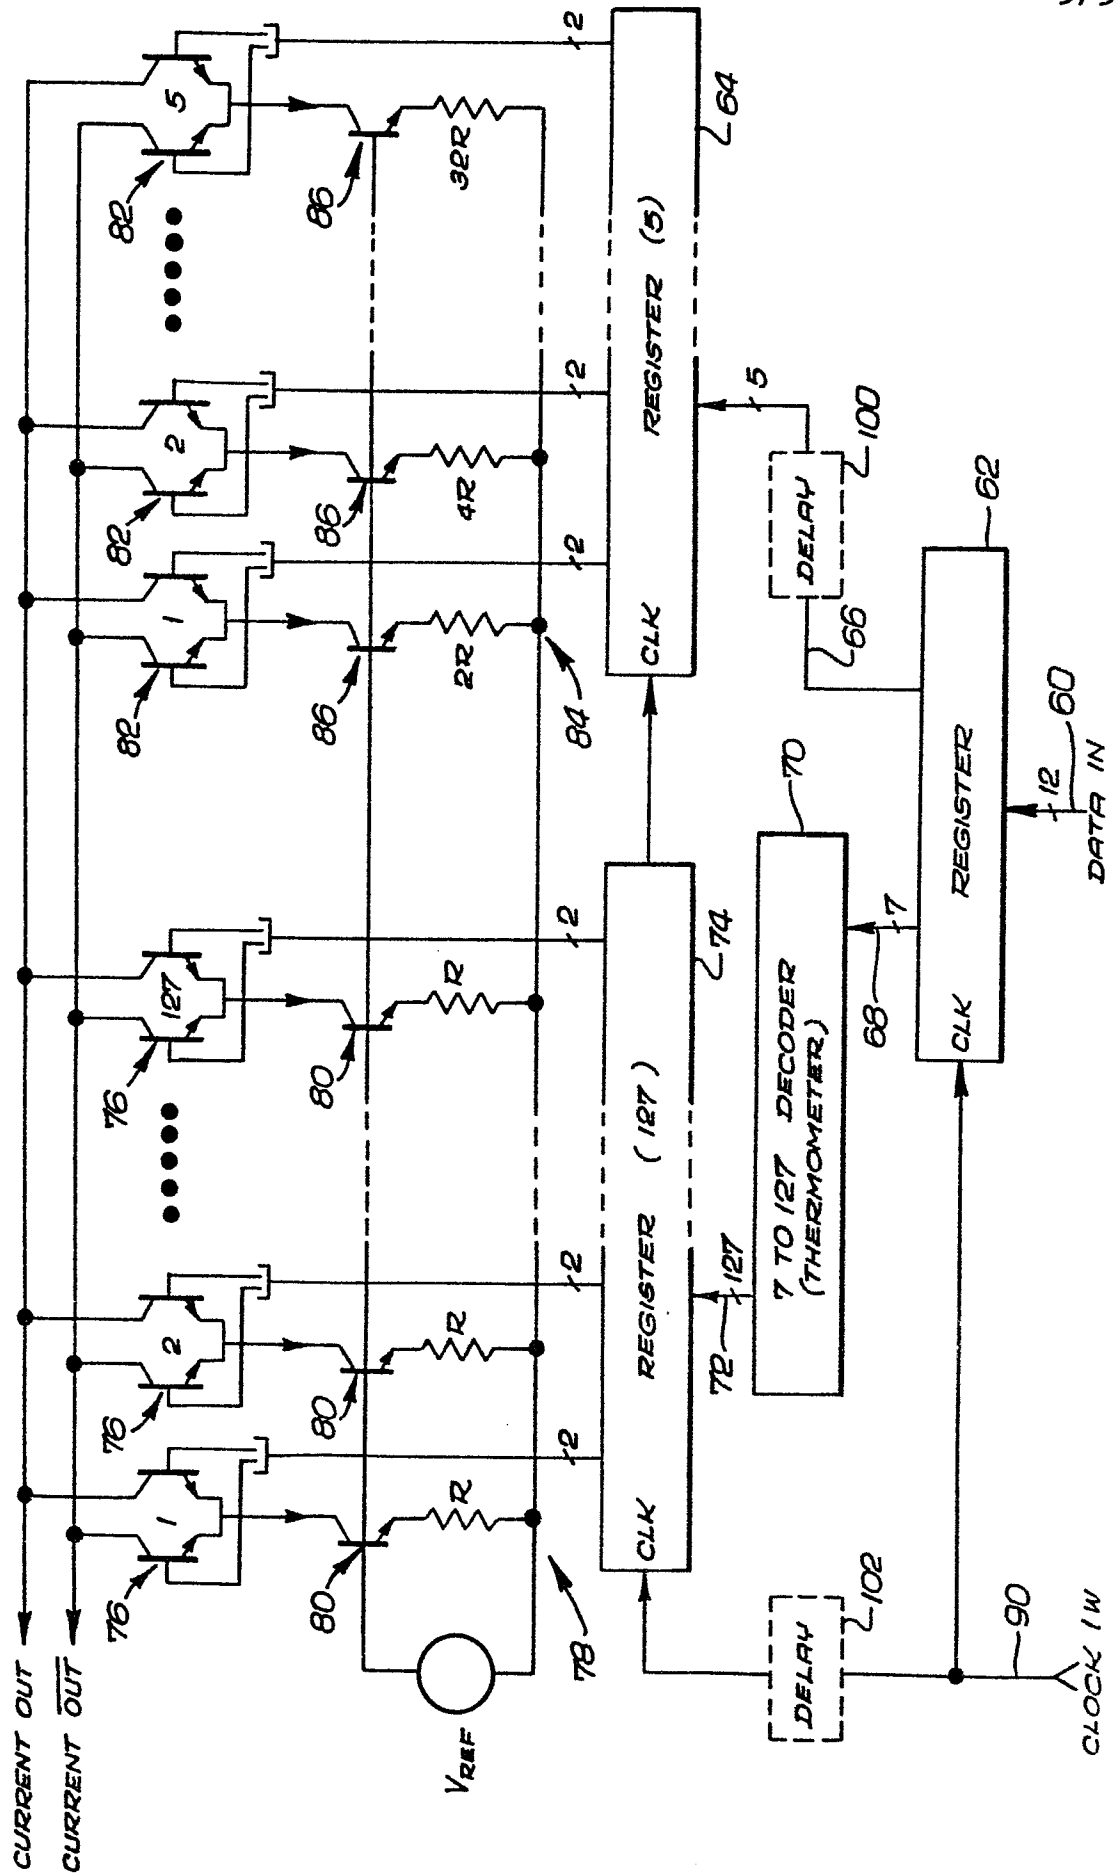 CURRENT OUT
CURRENT OUT
76 76 76 82 82 82
1 2 127 1 2 5
80 80 80 86 86 86
VREF
R R R 2R 4R 32R
78 84
2 2 2 2 2 2
CLK REGISTER (127) 74
CLK REGISTER (5) 64
72 127
5
DELAY 102
7 TO 127 DECODER 70
(THERMOMETER)
66
DELAY 100
68 7
CLK REGISTER 62
90
12 60
CLOCK IN
DATA IN